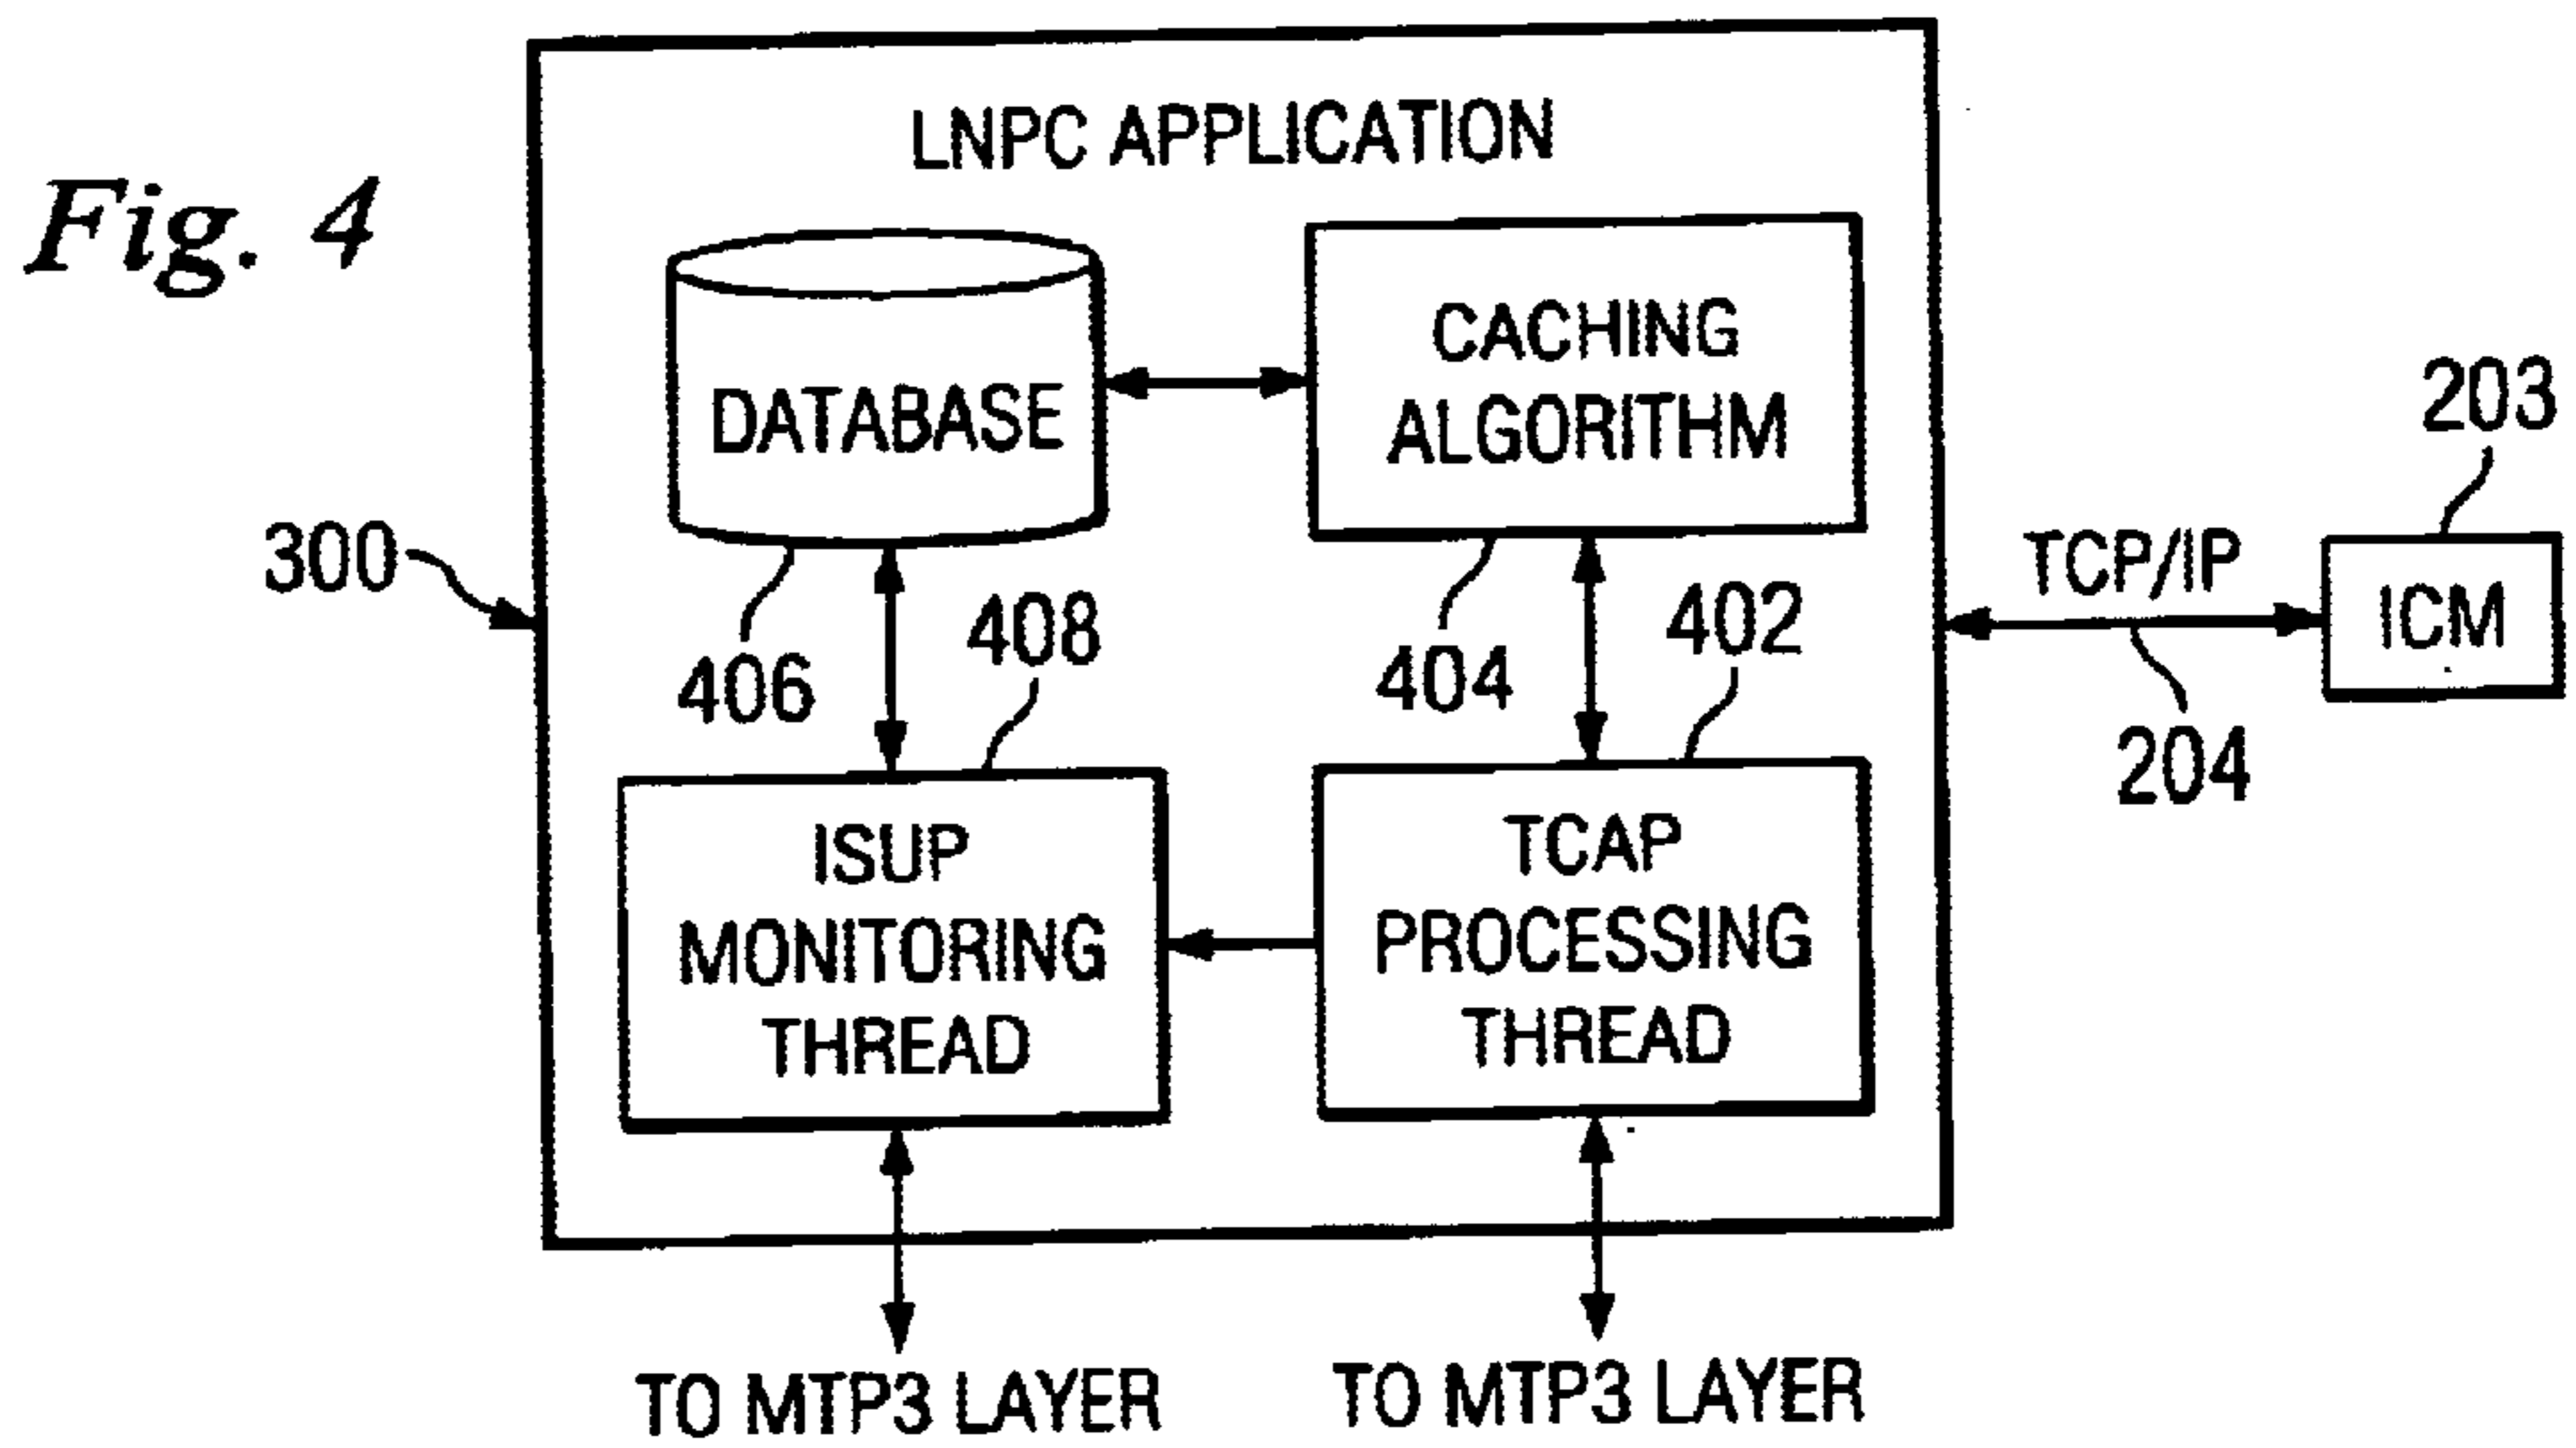 Fig. 4
LNPC APPLICATION
DATABASE
CACHING
ALGORITHM
300
406
408
404
402
203
TCP/IP
ICM
204
ISUP
MONITORING
THREAD
TCAP
PROCESSING
THREAD
TO MTP3 LAYER
TO MTP3 LAYER